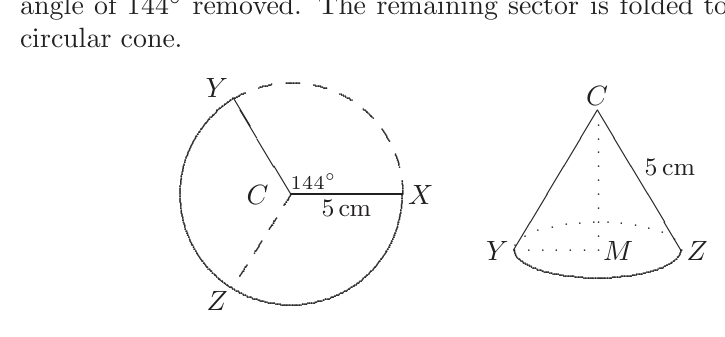 angle of 144° removed. The remaining sector is folded to
circular cone.
Y
C
144°
5 cm
X
Z
C
5 cm
Y
M
Z